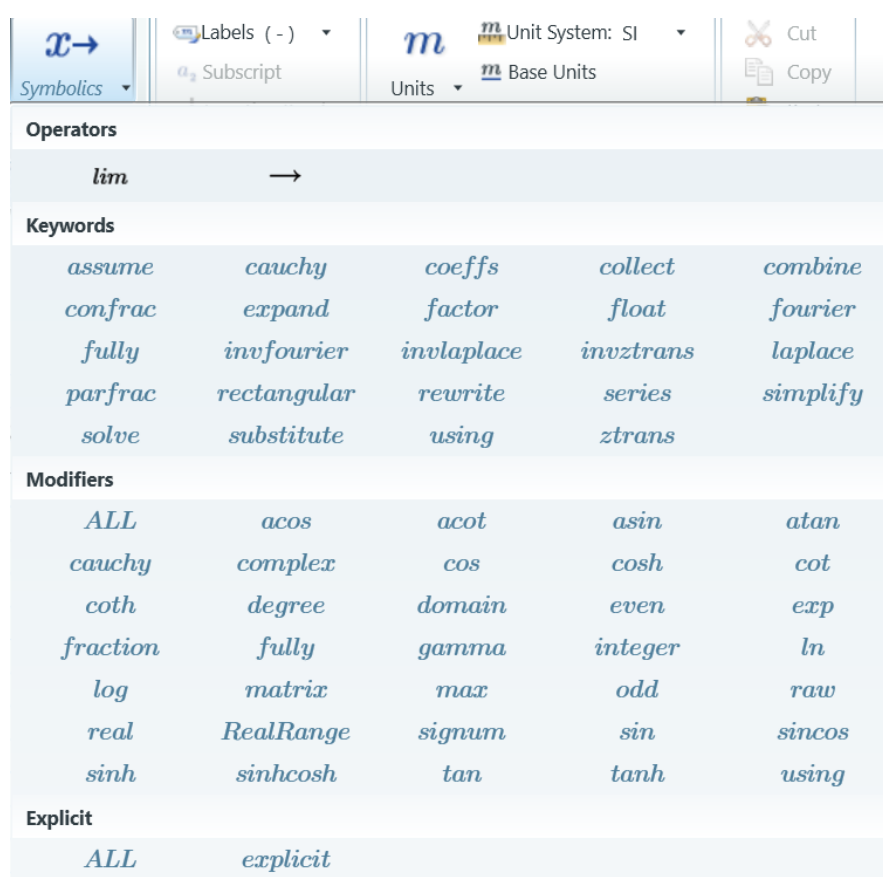 x→ Labels ( - ) m m Unit System: SI Cut
a₂ Subscript m Base Units Copy
Symbolics Units
Operators
lim →
Keywords
assume cauchy coeffs collect combine
confrac expand factor float fourier
fully invfourier invlaplace invztrans laplace
parfrac rectangular rewrite series simplify
solve substitute using ztrans
Modifiers
ALL acos acot asin atan
cauchy complex cos cosh cot
coth degree domain even exp
fraction fully gamma integer ln
log matrix max odd raw
real RealRange signum sin sincos
sinh sinhcosh tan tanh using
Explicit
ALL explicit